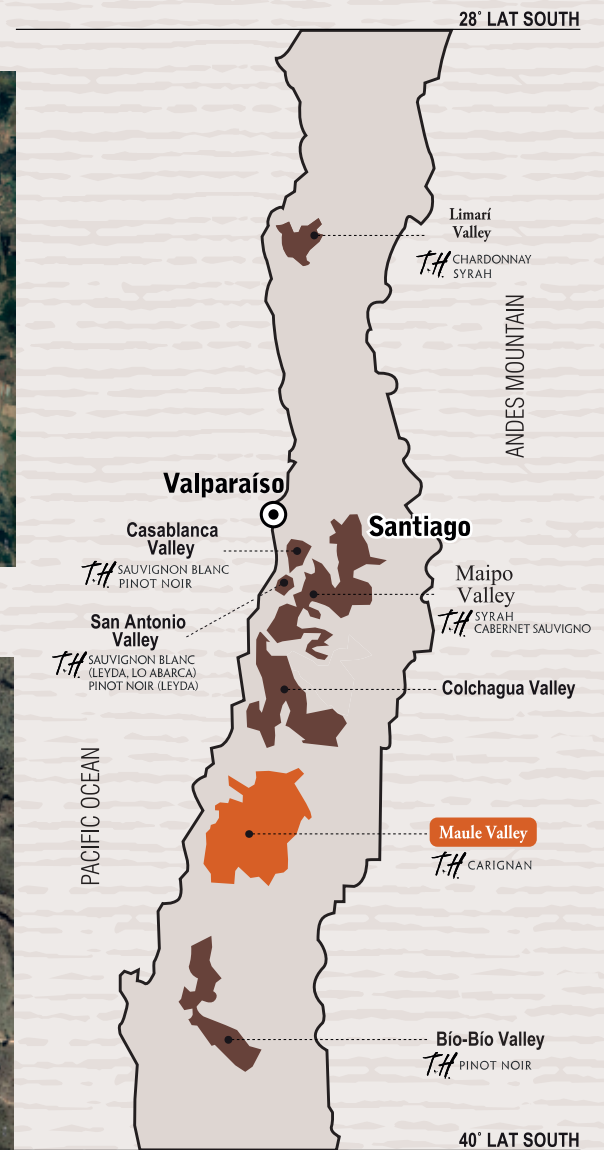 28° LAT SOUTH
Limarí
Valley
T.H. CHARDONNAY
SYRAH
ANDES MOUNTAIN
Valparaíso
Santiago
Casablanca
Valley
T.H. SAUVIGNON BLANC
PINOT NOIR
Maipo
Valley
T.H. SYRAH
CABERNET SAUVIGNO
San Antonio
Valley
T.H. SAUVIGNON BLANC
(LEYDA, LO ABARCA)
PINOT NOIR (LEYDA)
Colchagua Valley
PACIFIC OCEAN
Maule Valley
T.H. CARIGNAN
Bío-Bío Valley
T.H. PINOT NOIR
40° LAT SOUTH